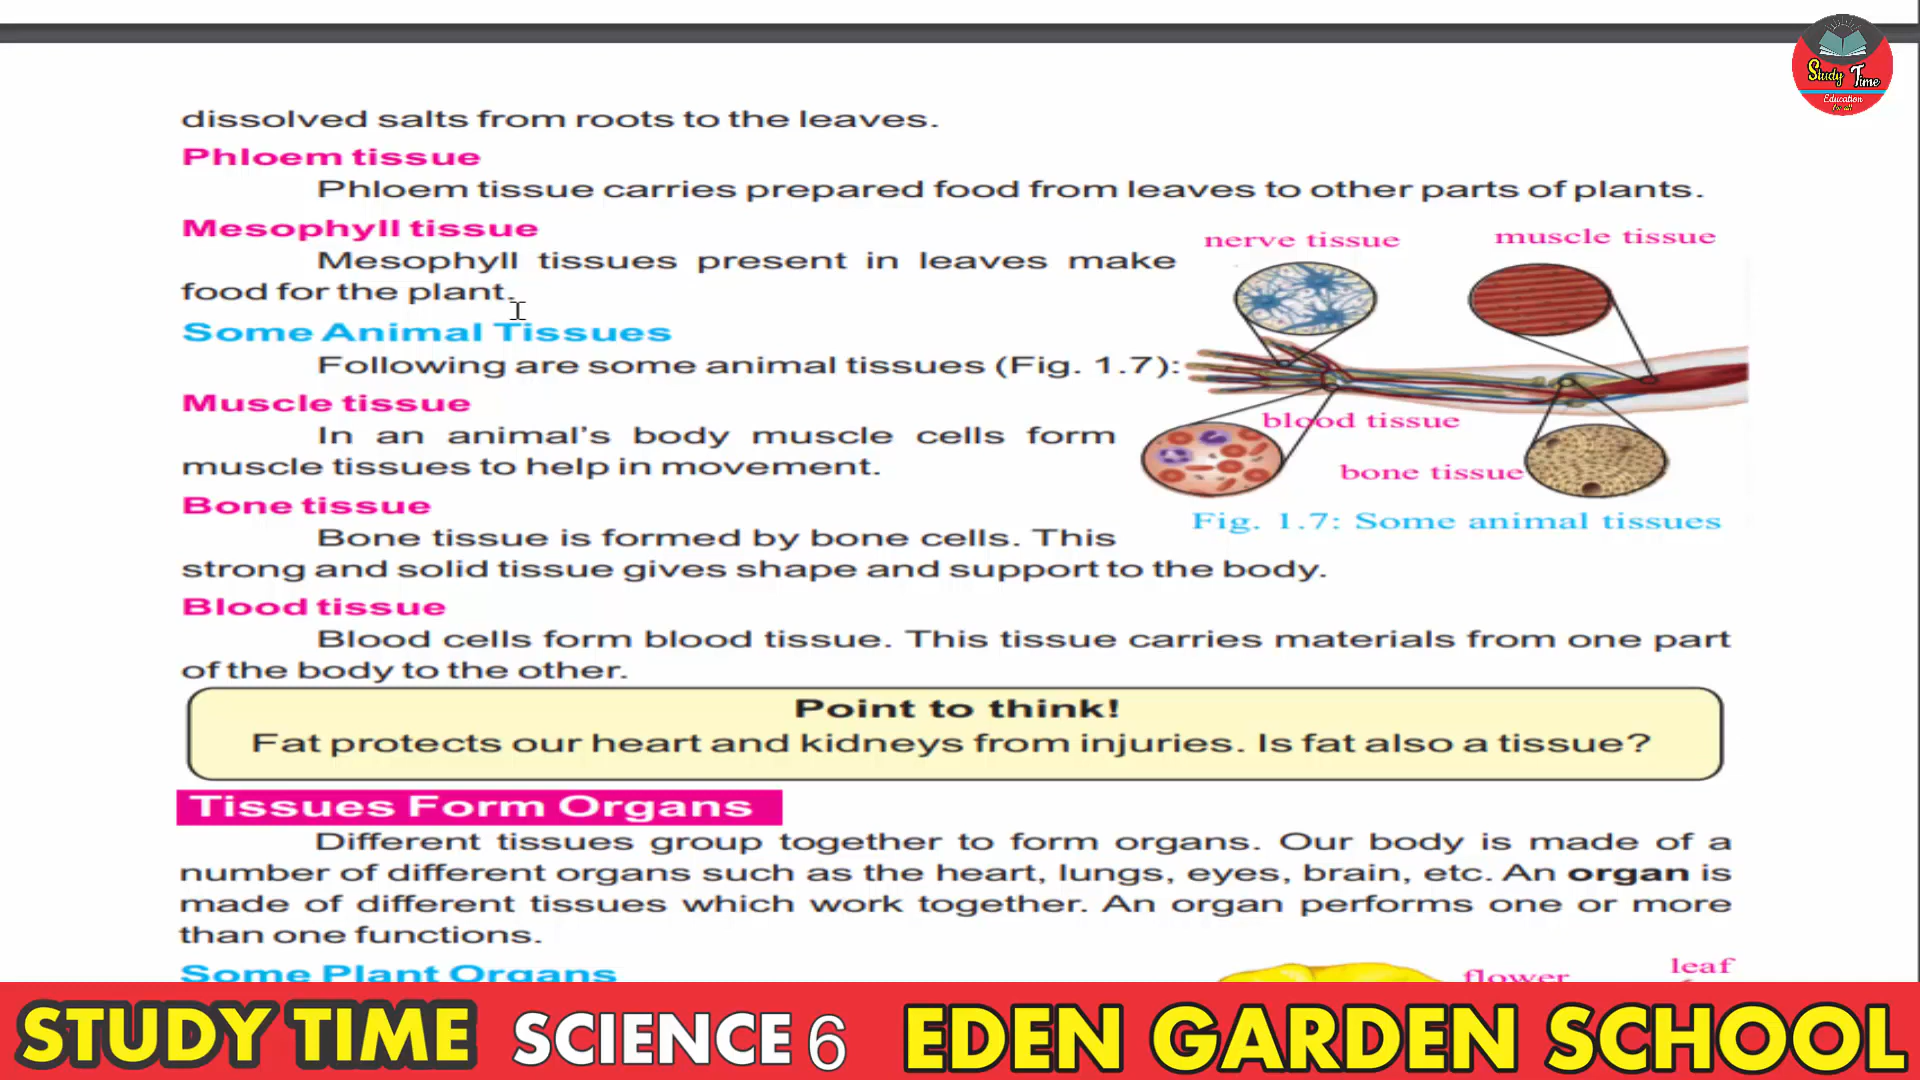 Study Time
Education
for all
dissolved salts from roots to the leaves.
Phloem tissue
Phloem tissue carries prepared food from leaves to other parts of plants.
Mesophyll tissue
Mesophyll tissues present in leaves make
food for the plant.
Some Animal Tissues
Following are some animal tissues (Fig. 1.7):
Muscle tissue
In an animal's body muscle cells form
muscle tissues to help in movement.
nerve tissue
muscle tissue
blood tissue
bone tissue
Fig. 1.7: Some animal tissues
Bone tissue
Bone tissue is formed by bone cells. This
strong and solid tissue gives shape and support to the body.
Blood tissue
Blood cells form blood tissue. This tissue carries materials from one part
of the body to the other.
Point to think!
Fat protects our heart and kidneys from injuries. Is fat also a tissue?
Tissues Form Organs
Different tissues group together to form organs. Our body is made of a
number of different organs such as the heart, lungs, eyes, brain, etc. An organ is
made of different tissues which work together. An organ performs one or more
than one functions.
Some Plant Organs
flower
leaf
STUDY TIME SCIENCE 6 EDEN GARDEN SCHOOL